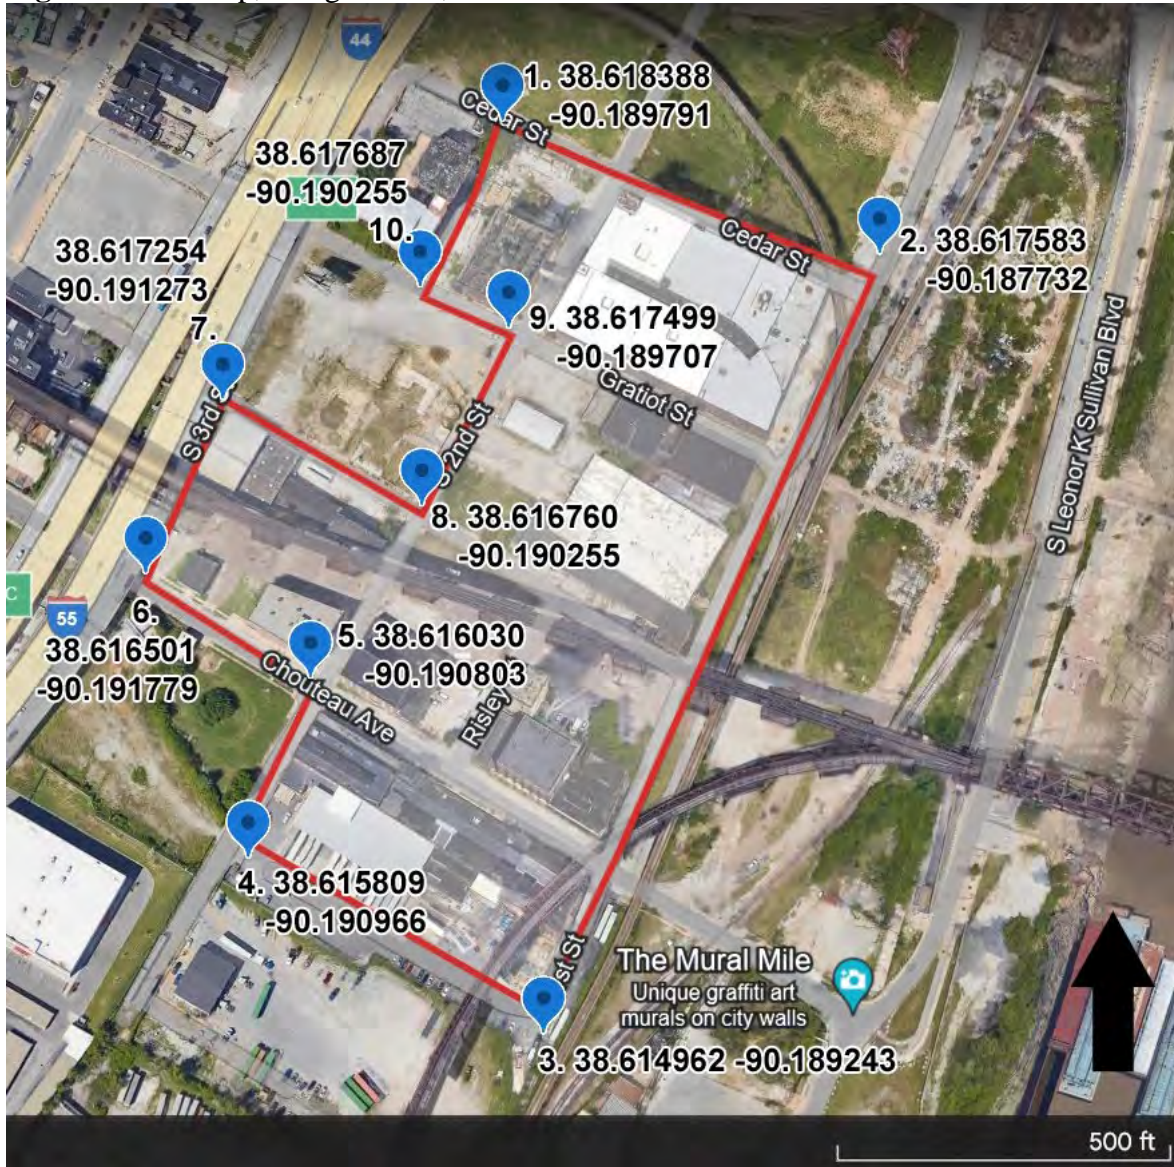 44
1. 38.618388
-90.189791
Cedar St
38.617687
-90.190255
10.
Cedar St
2. 38.617583
-90.187732
38.617254
-90.191273
7.
9. 38.617499
-90.189707
Gratiot St
S Leonor K Sullivan Blvd
S 3rd
2nd St
8. 38.616760
-90.190255
C
55
6.
38.616501
-90.191779
5. 38.616030
-90.190803
Chouteau Ave
Risley
4. 38.615809
-90.190966
1st St
The Mural Mile
Unique graffiti art
murals on city walls
3. 38.614962 -90.189243
500 ft